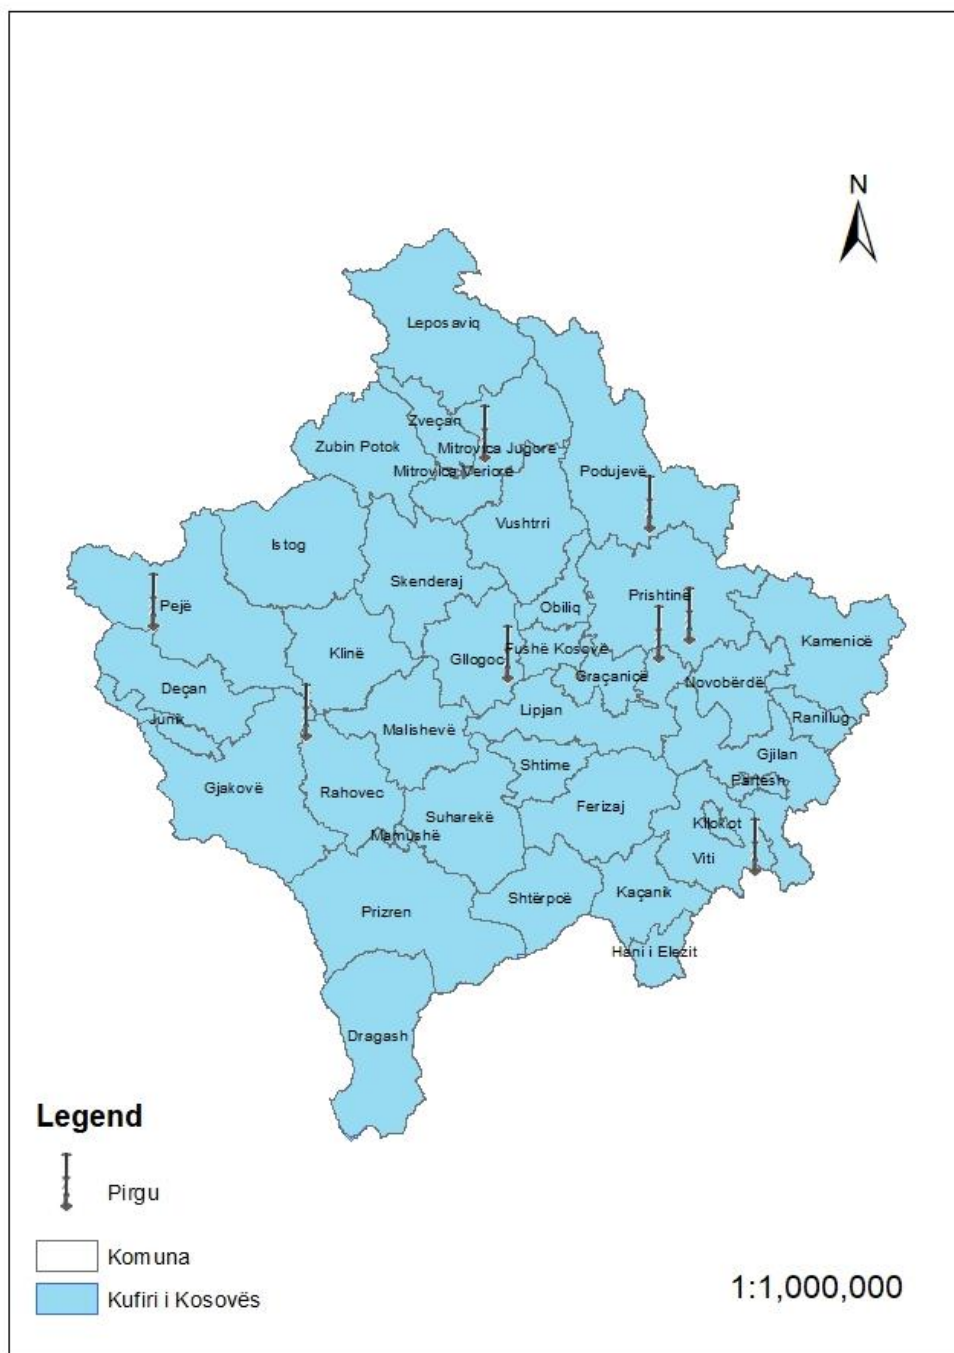 N
Leposaviq
Zveçan
Zubin Potok
Mitrovica Jugore
Mitrovica Veriore
Podujevë
Vushtrri
Istog
Skenderaj
Prishtinë
Pejë
Obiliq
Kamenicë
Fushë Kosovë
Klinë
Gllogoc
Graçanicë
Novobërdë
Deçan
Lipjan
Ranillug
Junik
Malishevë
Gjilan
Shtime
Partesh
Gjakovë
Rahovec
Ferizaj
Suharekë
Kllokot
Mamushë
Viti
Kaçanik
Shtërpcë
Prizren
Hani i Elezit
Dragash
Legend
Pirgu
Komuna
Kufiri i Kosovës
1:1,000,000